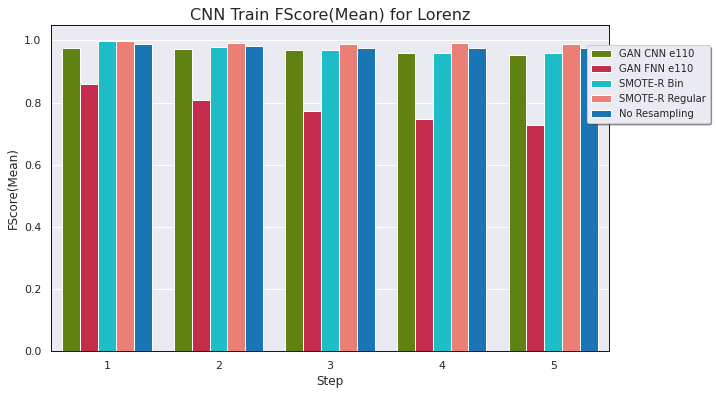 CNN Train FScore(Mean) for Lorenz
FScore(Mean)
1.0
0.8
0.6
0.4
0.2
0.0
1 2 3 4 5
Step
GAN CNN e110
GAN FNN e110
SMOTE-R Bin
SMOTE-R Regular
No Resampling